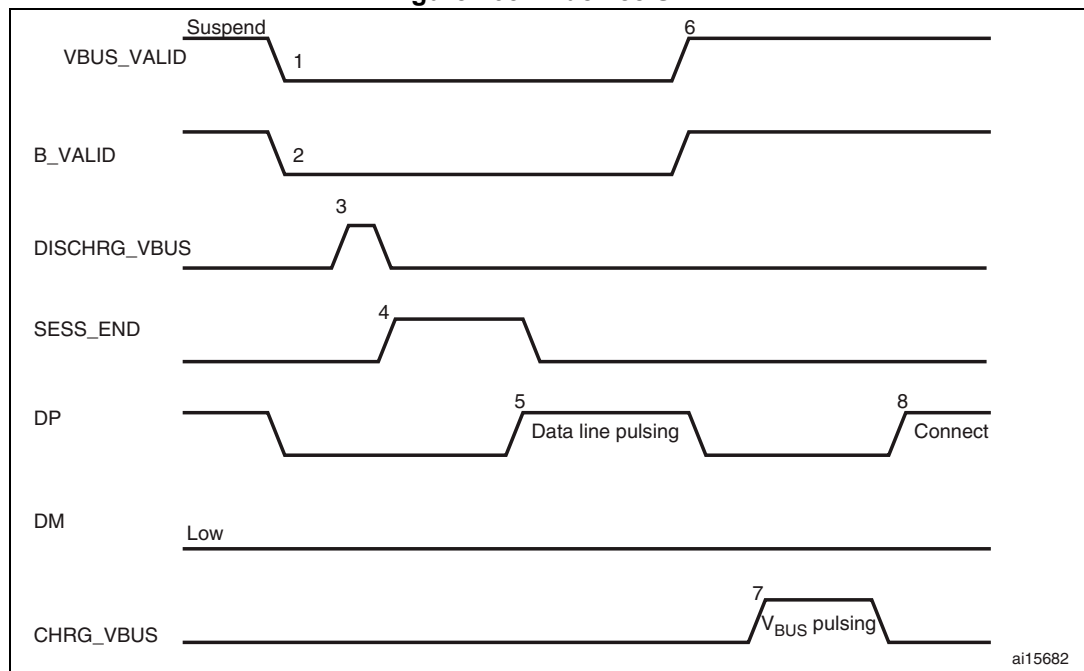 Suspend
6
VBUS_VALID
1
B_VALID
2
3
DISCHRG_VBUS
4
SESS_END
5
8
DP
Data line pulsing
Connect
DM
Low
7
VBUS pulsing
CHRG_VBUS
ai15682